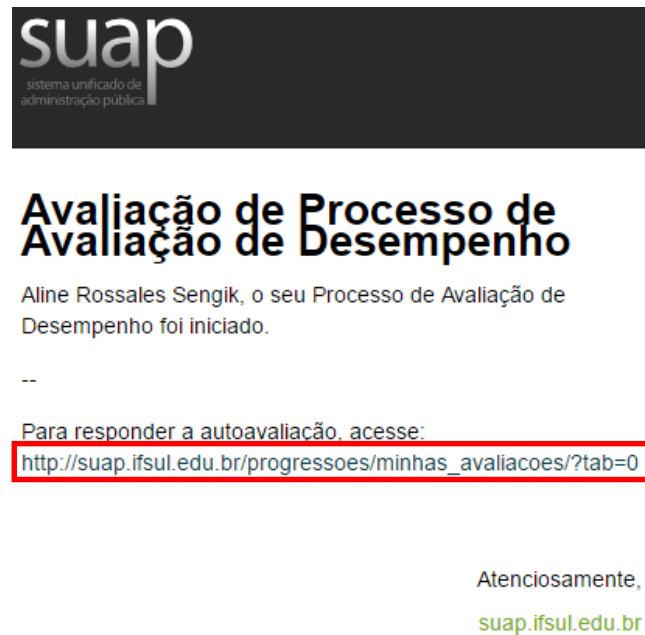 suap
sistema unificado de
administração pública
Avaliação de Processo de
Avaliação de Desempenho
Aline Rossales Sengik, o seu Processo de Avaliação de
Desempenho foi iniciado.
--
Para responder a autoavaliação, acesse:
http://suap.ifsul.edu.br/progressoes/minhas_avaliacoes/?tab=0
Atenciosamente,
suap.ifsul.edu.br